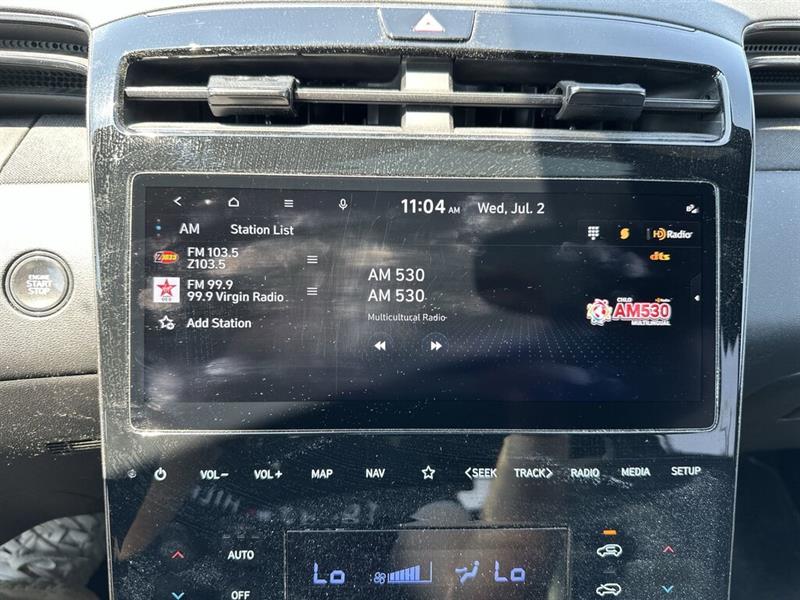 11:04 AM Wed, Jul. 2
AM Station List
HD Radio
dts
FM 103.5
Z103.5
FM 99.9
99.9 Virgin Radio
Add Station
AM 530
AM 530
Multicultucal Radio
CHLO
AM530
ENGINE
START
STOP
VOL- VOL+ MAP NAV <SEEK TRACK> RADIO MEDIA SETUP
AUTO
OFF
Lo Lo